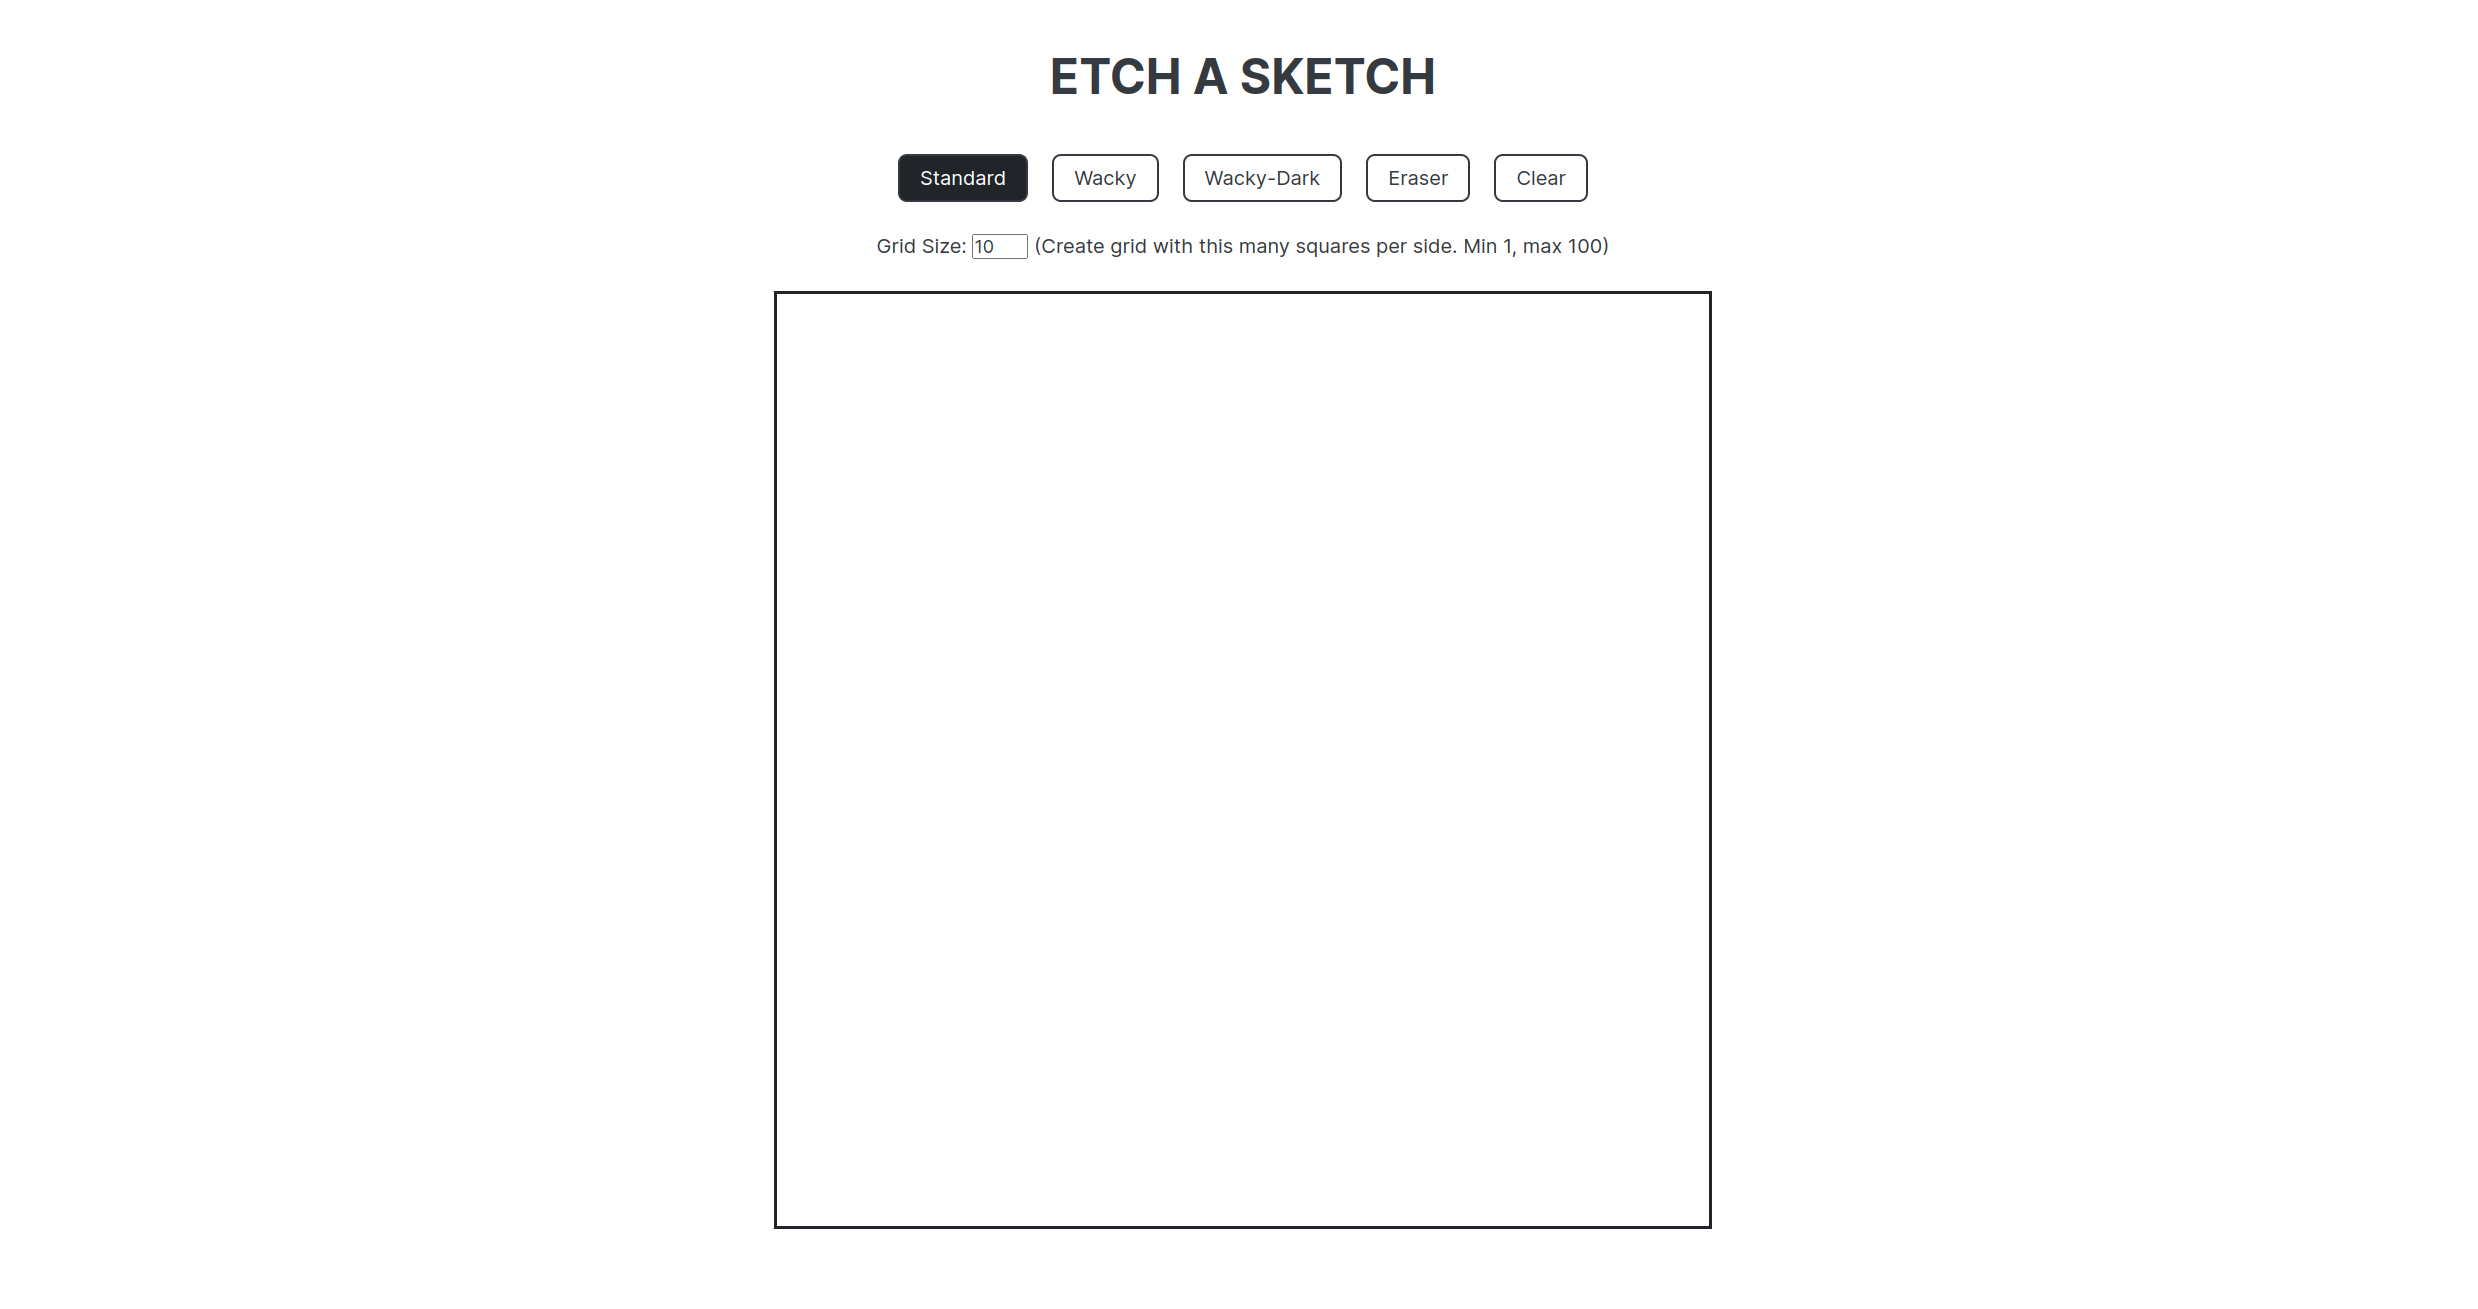 ETCH A SKETCH
Standard Wacky Wacky-Dark Eraser Clear
Grid Size: 10 (Create grid with this many squares per side. Min 1, max 100)